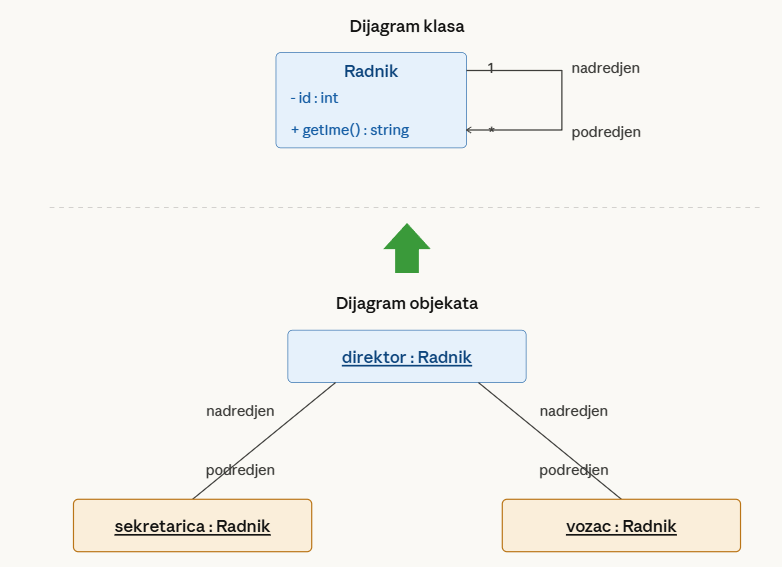 Dijagram klasa
Radnik
1
nadredjen
- id : int
+ getIme() : string
*
podredjen
Dijagram objekata
direktor : Radnik
nadredjen
nadredjen
podredjen
podredjen
sekretarica : Radnik
vozac : Radnik